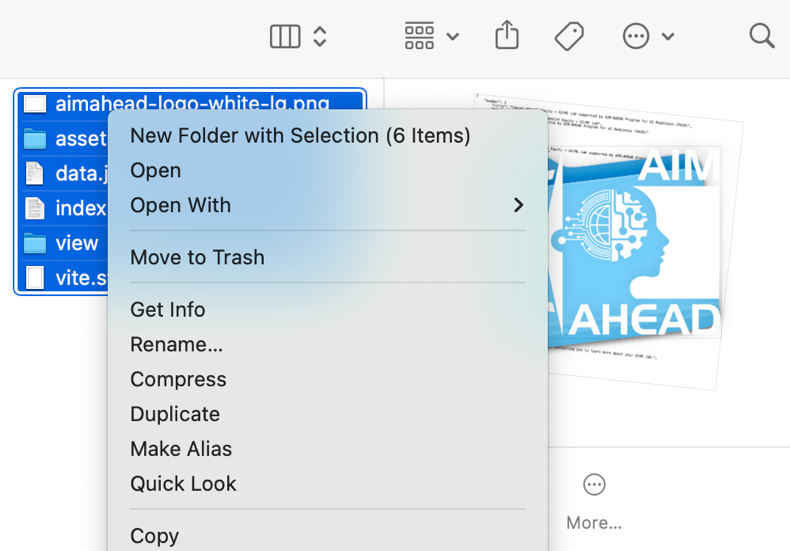 aimahead-logo-white-lg.png
asset
data.j
index
view
vite.s
New Folder with Selection (6 Items)
Open
Open With
Move to Trash
Get Info
Rename...
Compress
Duplicate
Make Alias
Quick Look
Copy
AIM
AHEAD
More...